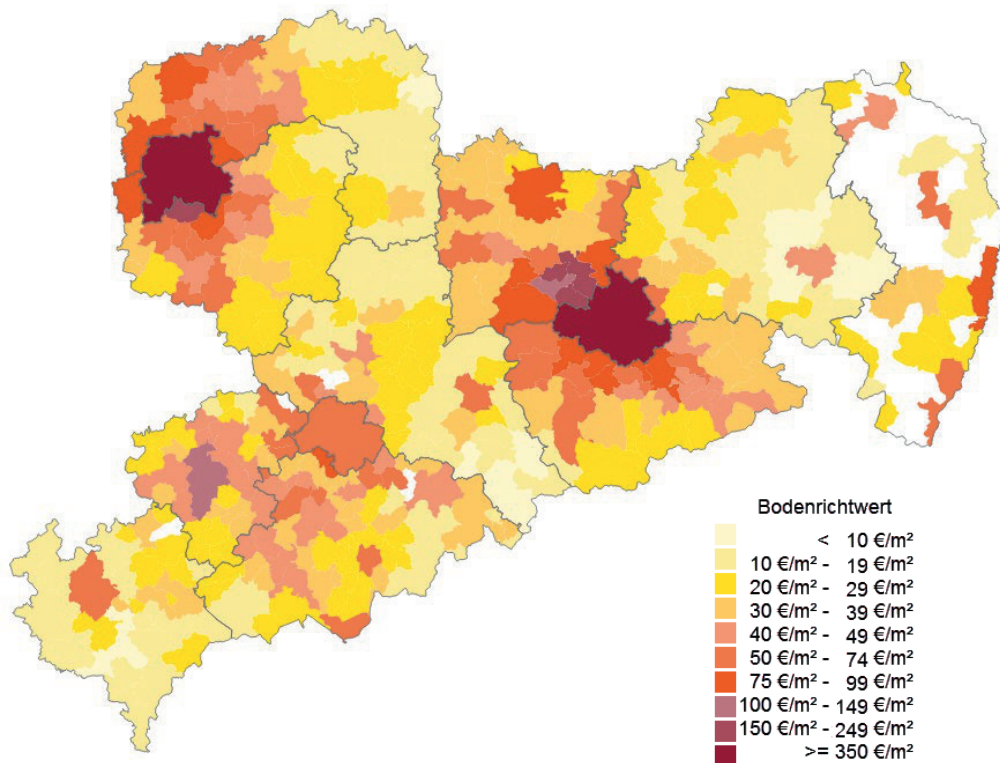 Bodenrichtwert
< 10 €/m²
10 €/m² - 19 €/m²
20 €/m² - 29 €/m²
30 €/m² - 39 €/m²
40 €/m² - 49 €/m²
50 €/m² - 74 €/m²
75 €/m² - 99 €/m²
100 €/m² - 149 €/m²
150 €/m² - 249 €/m²
>= 350 €/m²